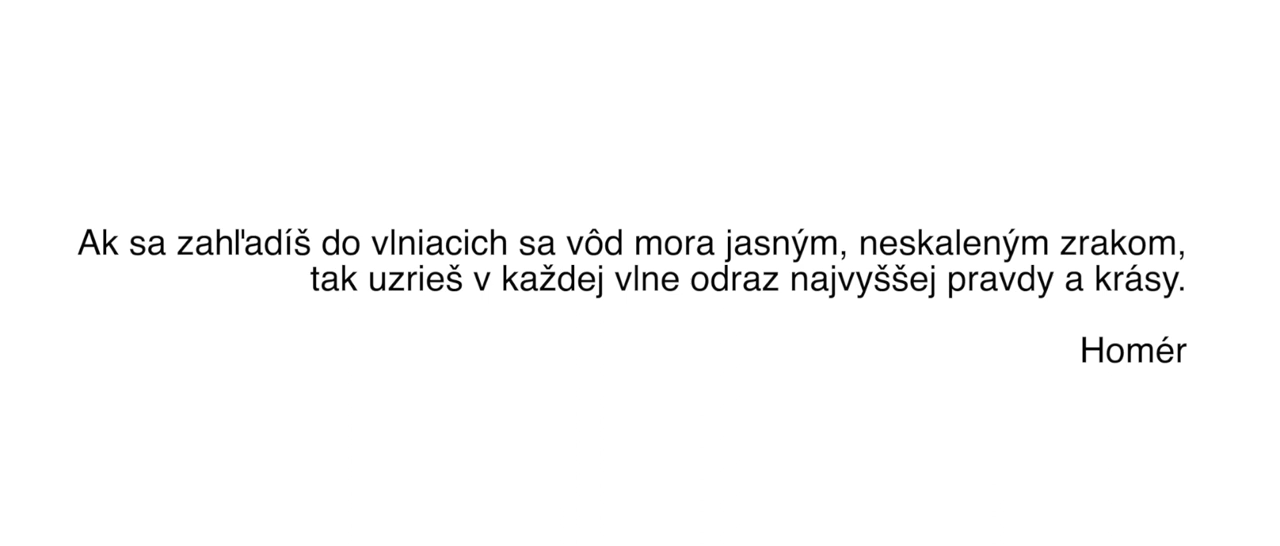 Ak sa zahľadíš do vlniacich sa vôd mora jasným, neskaleným zrakom,
tak uzrieš v každej vlne odraz najvyššej pravdy a krásy.
Homér